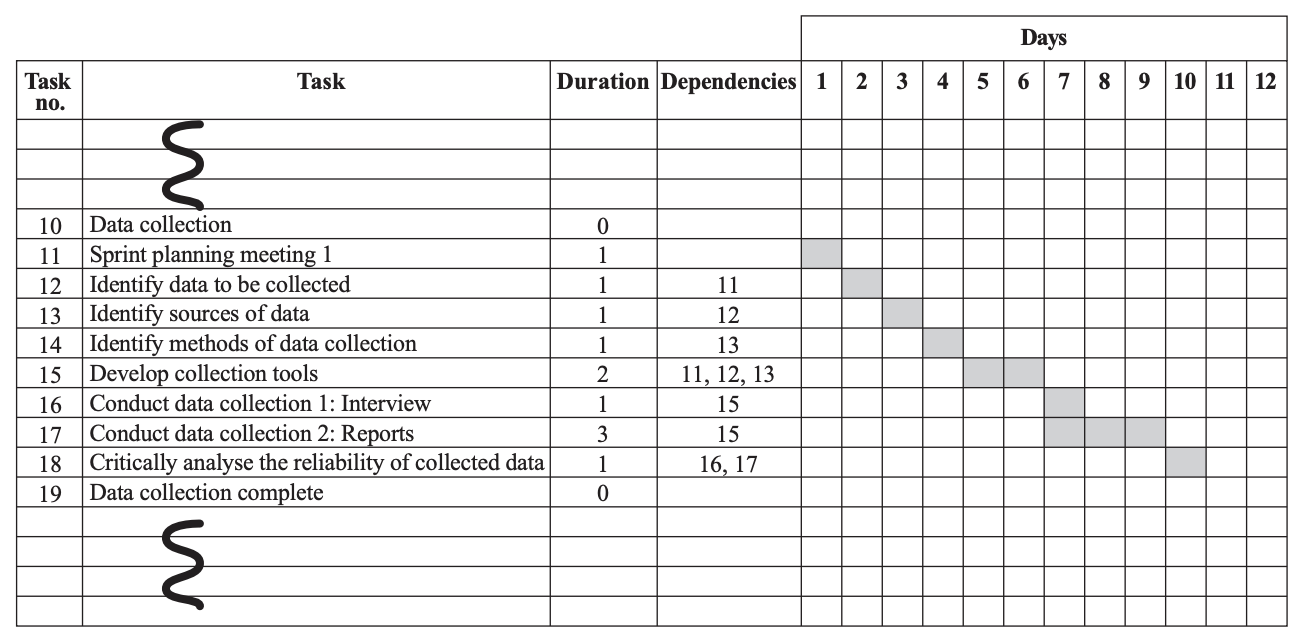 Days
Task no. Task Duration Dependencies 1 2 3 4 5 6 7 8 9 10 11 12
10 Data collection 0
11 Sprint planning meeting 1 1
12 Identify data to be collected 1 11
13 Identify sources of data 1 12
14 Identify methods of data collection 1 13
15 Develop collection tools 2 11, 12, 13
16 Conduct data collection 1: Interview 1 15
17 Conduct data collection 2: Reports 3 15
18 Critically analyse the reliability of collected data 1 16, 17
19 Data collection complete 0